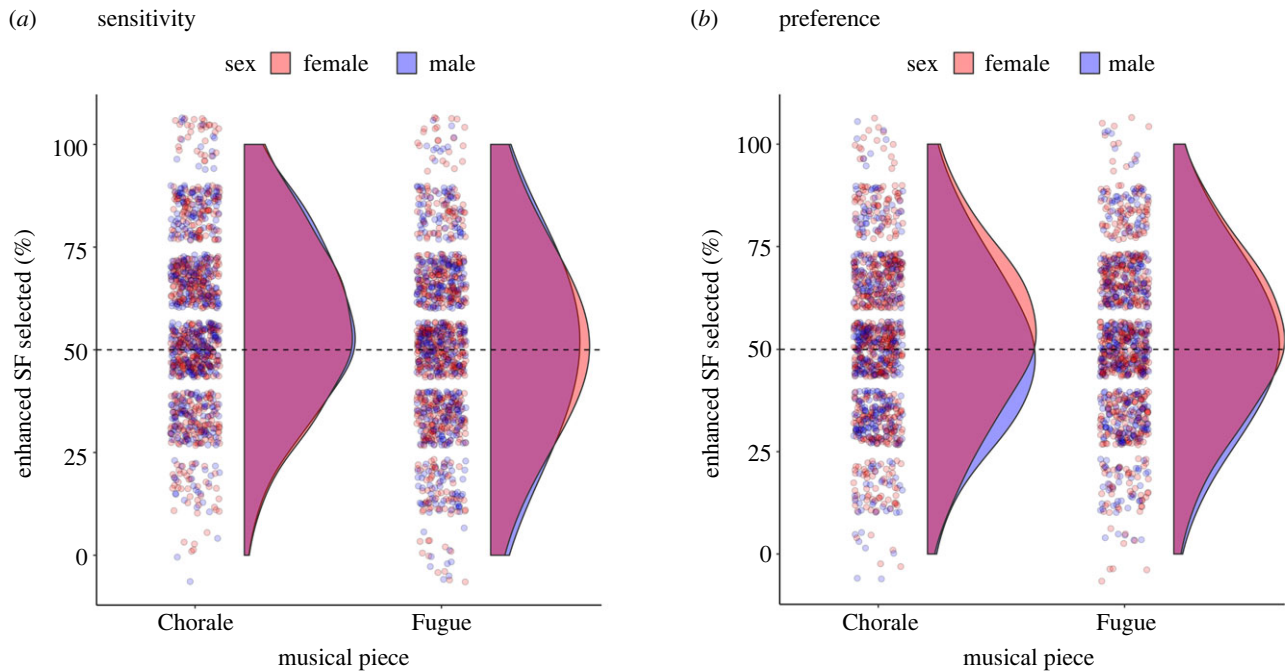 (a) sensitivity
sex female male
enhanced SF selected (%)
100
75
50
25
0
Chorale Fugue
musical piece
(b) preference
sex female male
enhanced SF selected (%)
100
75
50
25
0
Chorale Fugue
musical piece